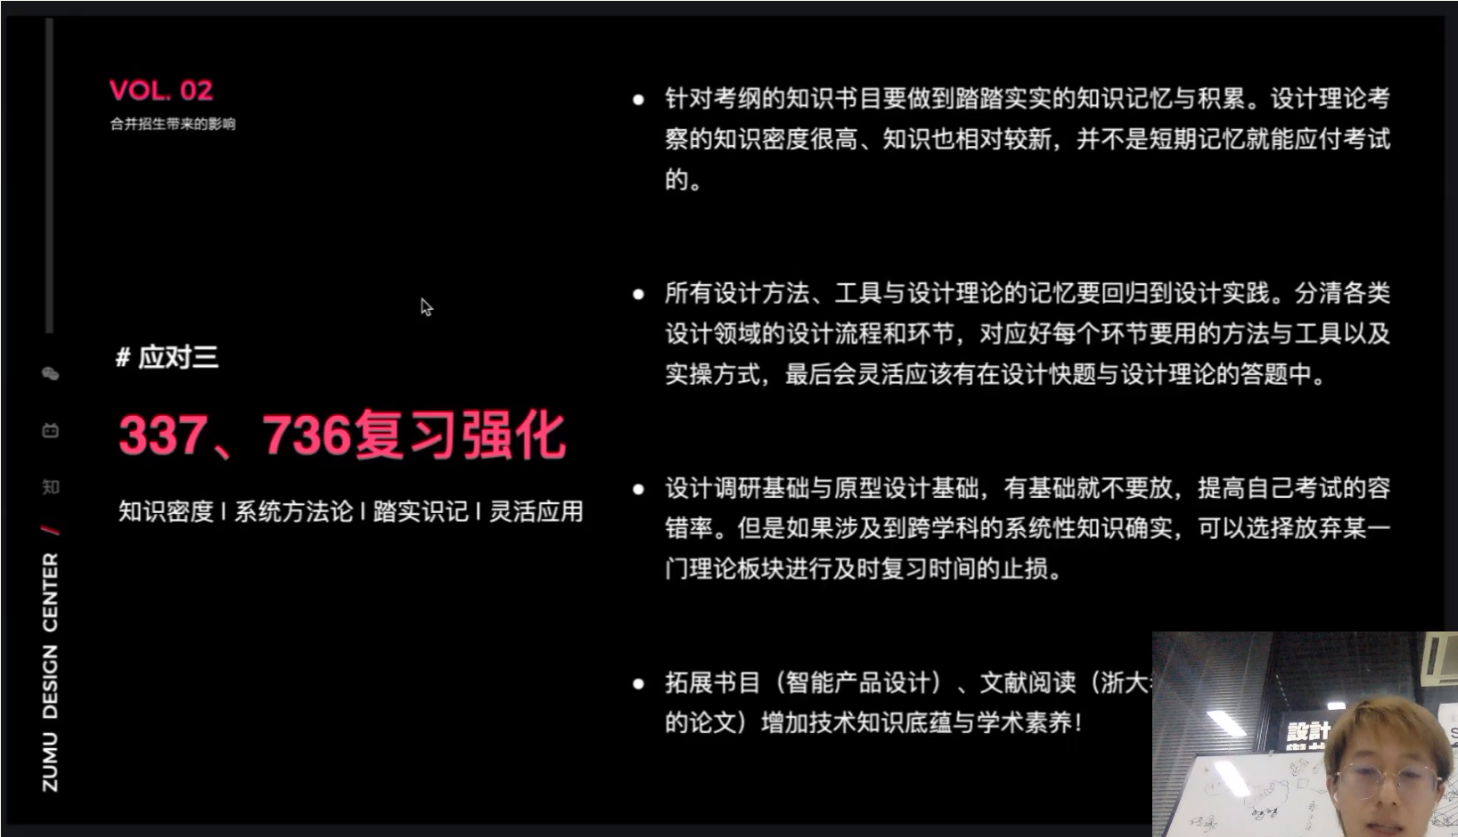 VOL. 02
合并招生带来的影响
# 应对三
337、736复习强化
知识密度 | 系统方法论 | 踏实识记 | 灵活应用
知
/
ZUMU DESIGN CENTER
针对考纲的知识书目要做到踏踏实实的知识记忆与积累。设计理论考
察的知识密度很高、知识也相对较新，并不是短期记忆就能应付考试
的。
所有设计方法、工具与设计理论的记忆要回归到设计实践。分清各类
设计领域的设计流程和环节，对应好每个环节要用的方法与工具以及
实操方式，最后会灵活应该有在设计快题与设计理论的答题中。
设计调研基础与原型设计基础，有基础就不要放，提高自己考试的容
错率。但是如果涉及到跨学科的系统性知识确实，可以选择放弃某一
门理论板块进行及时复习时间的止损。
拓展书目（智能产品设计）、文献阅读（浙大
的论文）增加技术知识底蕴与学术素养！
設計